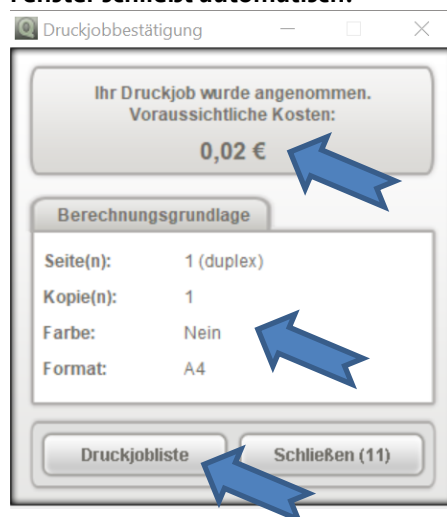 Fenster schließt automatisch.
Druckjobbestätigung
Ihr Druckjob wurde angenommen.
Voraussichtliche Kosten:
0,02 €
Berechnungsgrundlage
Seite(n): 1 (duplex)
Kopie(n): 1
Farbe: Nein
Format: A4
Druckjobliste Schließen (11)